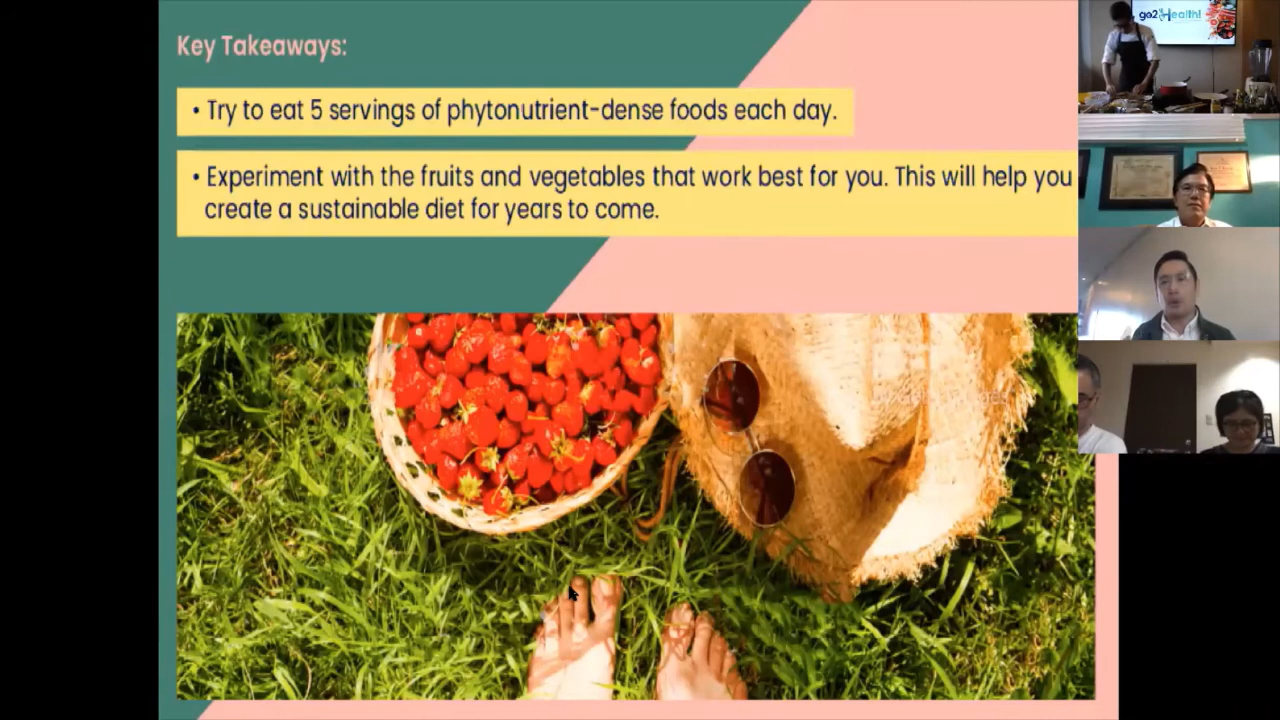 Key Takeaways:
• Try to eat 5 servings of phytonutrient-dense foods each day.
• Experiment with the fruits and vegetables that work best for you. This will help you
create a sustainable diet for years to come.
go2Health!